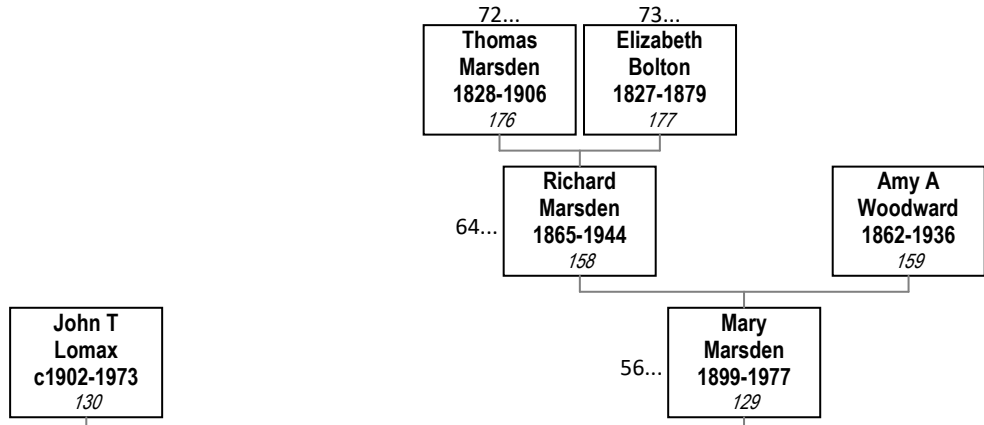 72...
73...
Thomas
Marsden
1828-1906
176
Elizabeth
Bolton
1827-1879
177
64...
Richard
Marsden
1865-1944
158
Amy A
Woodward
1862-1936
159
John T
Lomax
c1902-1973
130
56...
Mary
Marsden
1899-1977
129